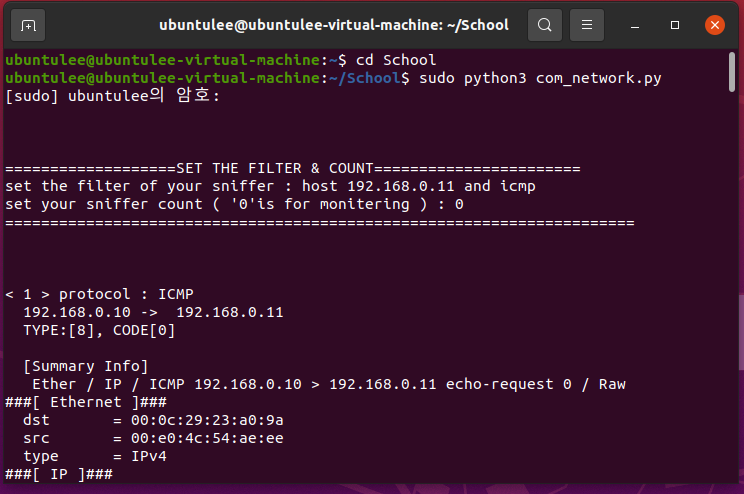 ubuntulee@ubuntulee-virtual-machine: ~/School
ubuntulee@ubuntulee-virtual-machine:~$ cd School
ubuntulee@ubuntulee-virtual-machine:~/School$ sudo python3 com_network.py
[sudo] ubuntulee의 암호:
===================SET THE FILTER & COUNT=======================
set the filter of your sniffer : host 192.168.0.11 and icmp
set your sniffer count ( '0'is for monitering ) : 0
======================================================================
< 1 > protocol : ICMP
192.168.0.10 ->  192.168.0.11
TYPE:[8], CODE[0]
[Summary Info]
Ether / IP / ICMP 192.168.0.10 > 192.168.0.11 echo-request 0 / Raw
###[ Ethernet ]###
dst       = 00:0c:29:23:a0:9a
src       = 00:e0:4c:54:ae:ee
type      = IPv4
###[ IP ]###